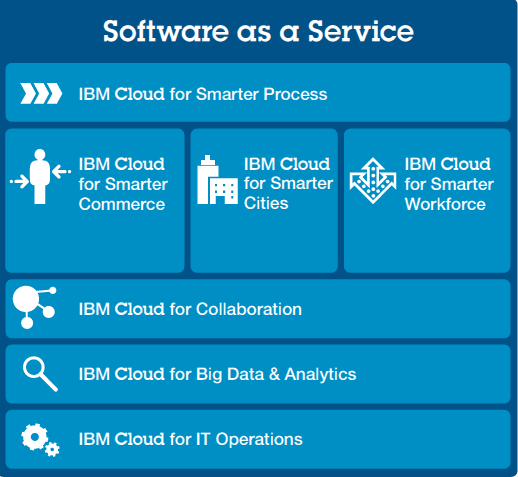 Software as a Service
IBM Cloud for Smarter Process
IBM Cloud
for Smarter
Commerce
IBM Cloud
for Smarter
Cities
IBM Cloud
for Smarter
Workforce
IBM Cloud for Collaboration
IBM Cloud for Big Data & Analytics
IBM Cloud for IT Operations